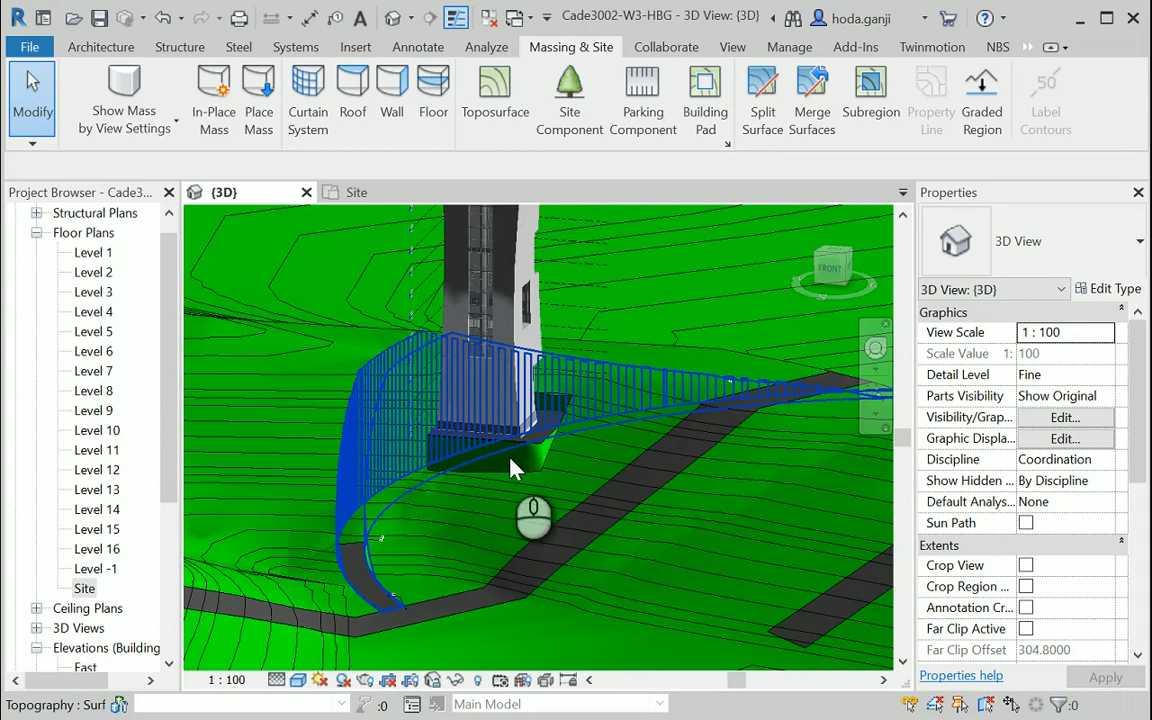 Cade3002-W3-HBG - 3D View: {3D}
hoda.ganji
File
Architecture
Structure
Steel
Systems
Insert
Annotate
Analyze
Massing & Site
Collaborate
View
Manage
Add-Ins
Twinmotion
NBS
Modify
Show Mass
by View Settings
In-Place
Mass
Place
Mass
Curtain
System
Roof
Wall
Floor
Toposurface
Site
Component
Parking
Component
Building
Pad
Split
Surface
Merge
Surfaces
Subregion
Property
Line
Graded
Region
50
Label
Contours
Project Browser - Cade3...
{3D}
Site
Properties
Structural Plans
Floor Plans
Level 1
Level 2
Level 3
Level 4
Level 5
Level 6
Level 7
Level 8
Level 9
Level 10
Level 11
Level 12
Level 13
Level 14
Level 15
Level 16
Level -1
Site
Ceiling Plans
3D Views
Elevations (Building
East
FRONT
3D View
3D View: {3D}
Edit Type
Graphics
View Scale 1 : 100
Scale Value 1: 100
Detail Level Fine
Parts Visibility Show Original
Visibility/Grap... Edit...
Graphic Displa... Edit...
Discipline Coordination
Show Hidden ... By Discipline
Default Analys... None
Sun Path
Extents
Crop View
Crop Region ...
Annotation Cr...
Far Clip Active
Far Clip Offset 304.8000
Properties help
Apply
1 : 100
Topography : Surf
:0
Main Model
:0